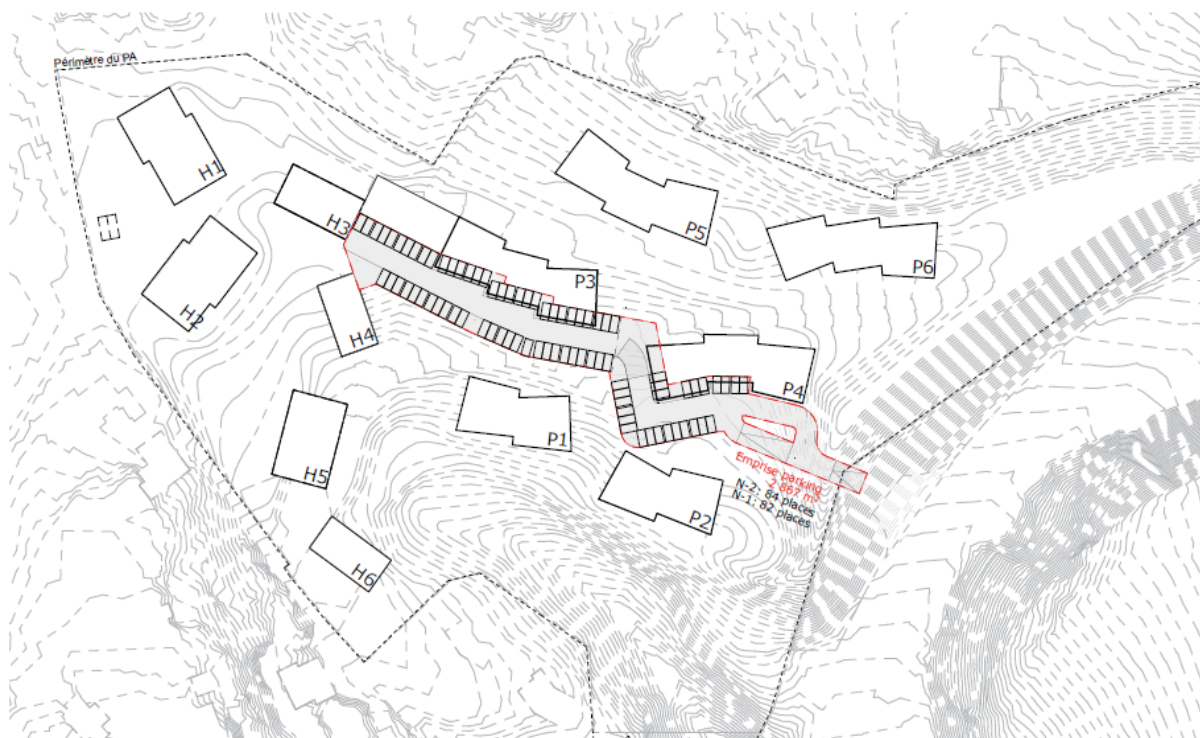 Périmètre du PA
H1
H3
H2
H4
H5
H6
P5
P6
P3
P4
P1
P2
Emprise parking
2 867 m²
N-2: 84 places
N-1: 82 places